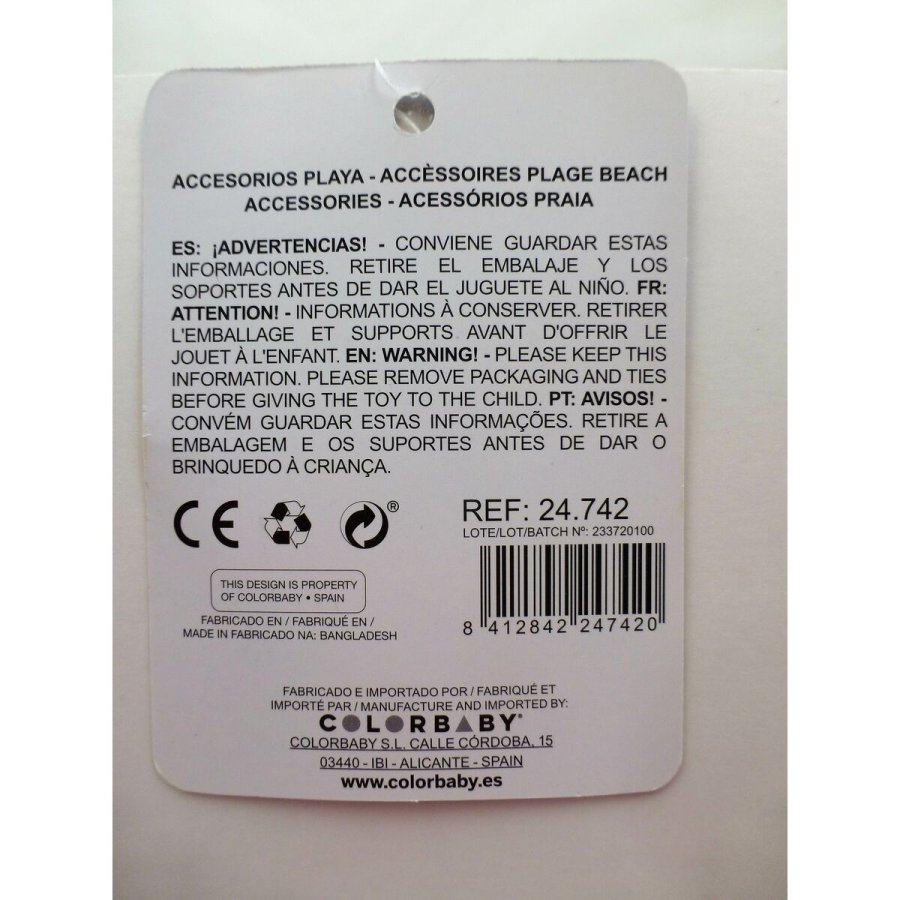 ACCESORIOS PLAYA - ACCÈSSOIRES PLAGE BEACH
ACCESSORIES - ACESSÓRIOS PRAIA
ES: ¡ADVERTENCIAS! - CONVIENE GUARDAR ESTAS
INFORMACIONES. RETIRE EL EMBALAJE Y LOS
SOPORTES ANTES DE DAR EL JUGUETE AL NIÑO. FR:
ATTENTION! - INFORMATIONS À CONSERVER. RETIRER
L'EMBALLAGE ET SUPPORTS AVANT D'OFFRIR LE
JOUET À L'ENFANT. EN: WARNING! - PLEASE KEEP THIS
INFORMATION. PLEASE REMOVE PACKAGING AND TIES
BEFORE GIVING THE TOY TO THE CHILD. PT: AVISOS! -
CONVÉM GUARDAR ESTAS INFORMAÇÕES. RETIRE A
EMBALAGEM E OS SUPORTES ANTES DE DAR O
BRINQUEDO À CRIANÇA.
CE ®
REF: 24.742
LOTE/LOT/BATCH Nº: 233720100
8 412842 247420
THIS DESIGN IS PROPERTY
OF COLORBABY • SPAIN
FABRICADO EN / FABRIQUÉ EN /
MADE IN FABRICADO NA: BANGLADESH
FABRICADO E IMPORTADO POR / FABRIQUÉ ET
IMPORTÉ PAR / MANUFACTURE AND IMPORTED BY:
COLORBABY®
COLORBABY S.L. CALLE CÓRDOBA, 15
03440 - IBI - ALICANTE - SPAIN
www.colorbaby.es